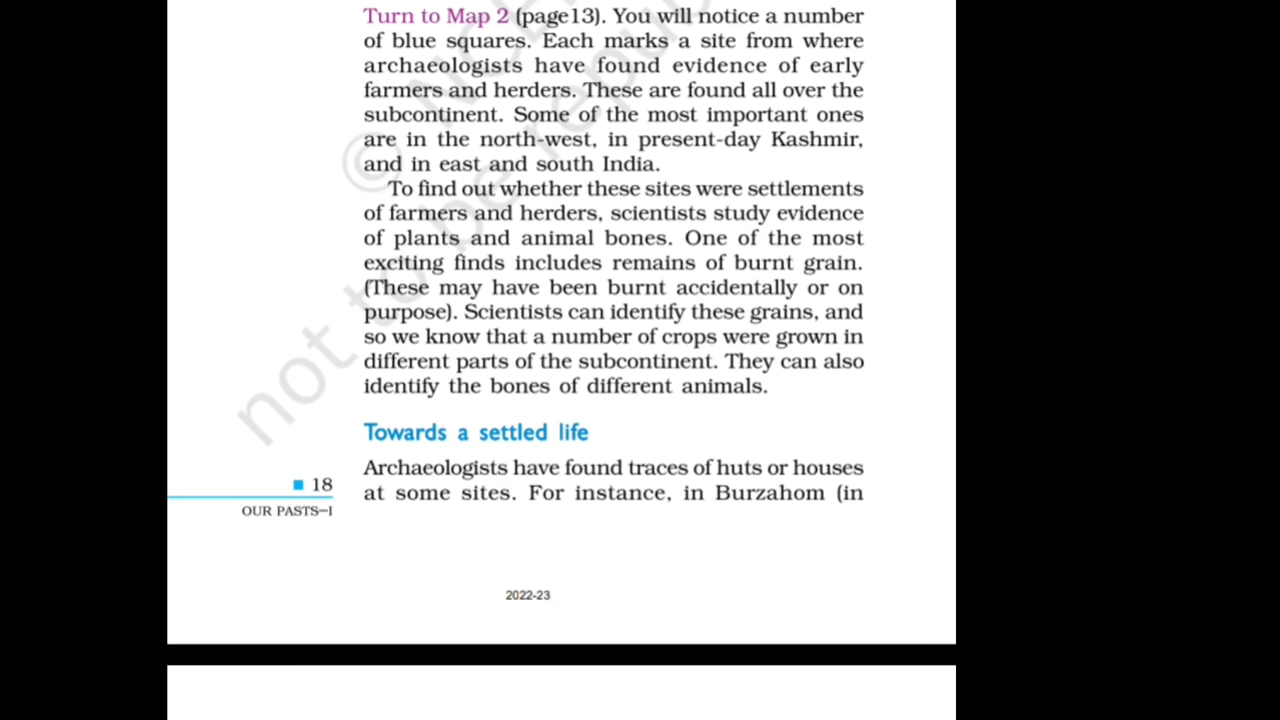 Turn to Map 2 (page13). You will notice a number
of blue squares. Each marks a site from where
archaeologists have found evidence of early
farmers and herders. These are found all over the
subcontinent. Some of the most important ones
are in the north-west, in present-day Kashmir,
and in east and south India.
To find out whether these sites were settlements
of farmers and herders, scientists study evidence
of plants and animal bones. One of the most
exciting finds includes remains of burnt grain.
(These may have been burnt accidentally or on
purpose). Scientists can identify these grains, and
so we know that a number of crops were grown in
different parts of the subcontinent. They can also
identify the bones of different animals.
Towards a settled life
Archaeologists have found traces of huts or houses
at some sites. For instance, in Burzahom (in
18
OUR PASTS–I
2022-23
not to be repu
© NCE